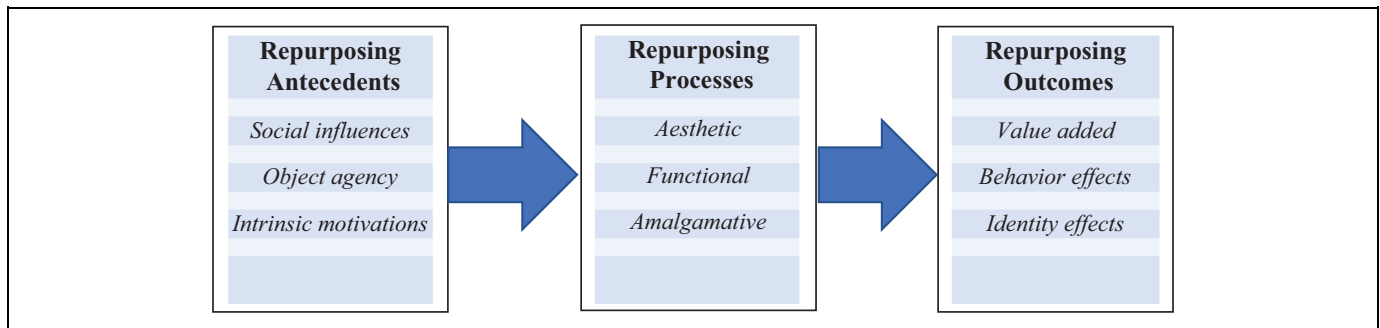 Repurposing
Antecedents
Social influences
Object agency
Intrinsic motivations
Repurposing
Processes
Aesthetic
Functional
Amalgamative
Repurposing
Outcomes
Value added
Behavior effects
Identity effects